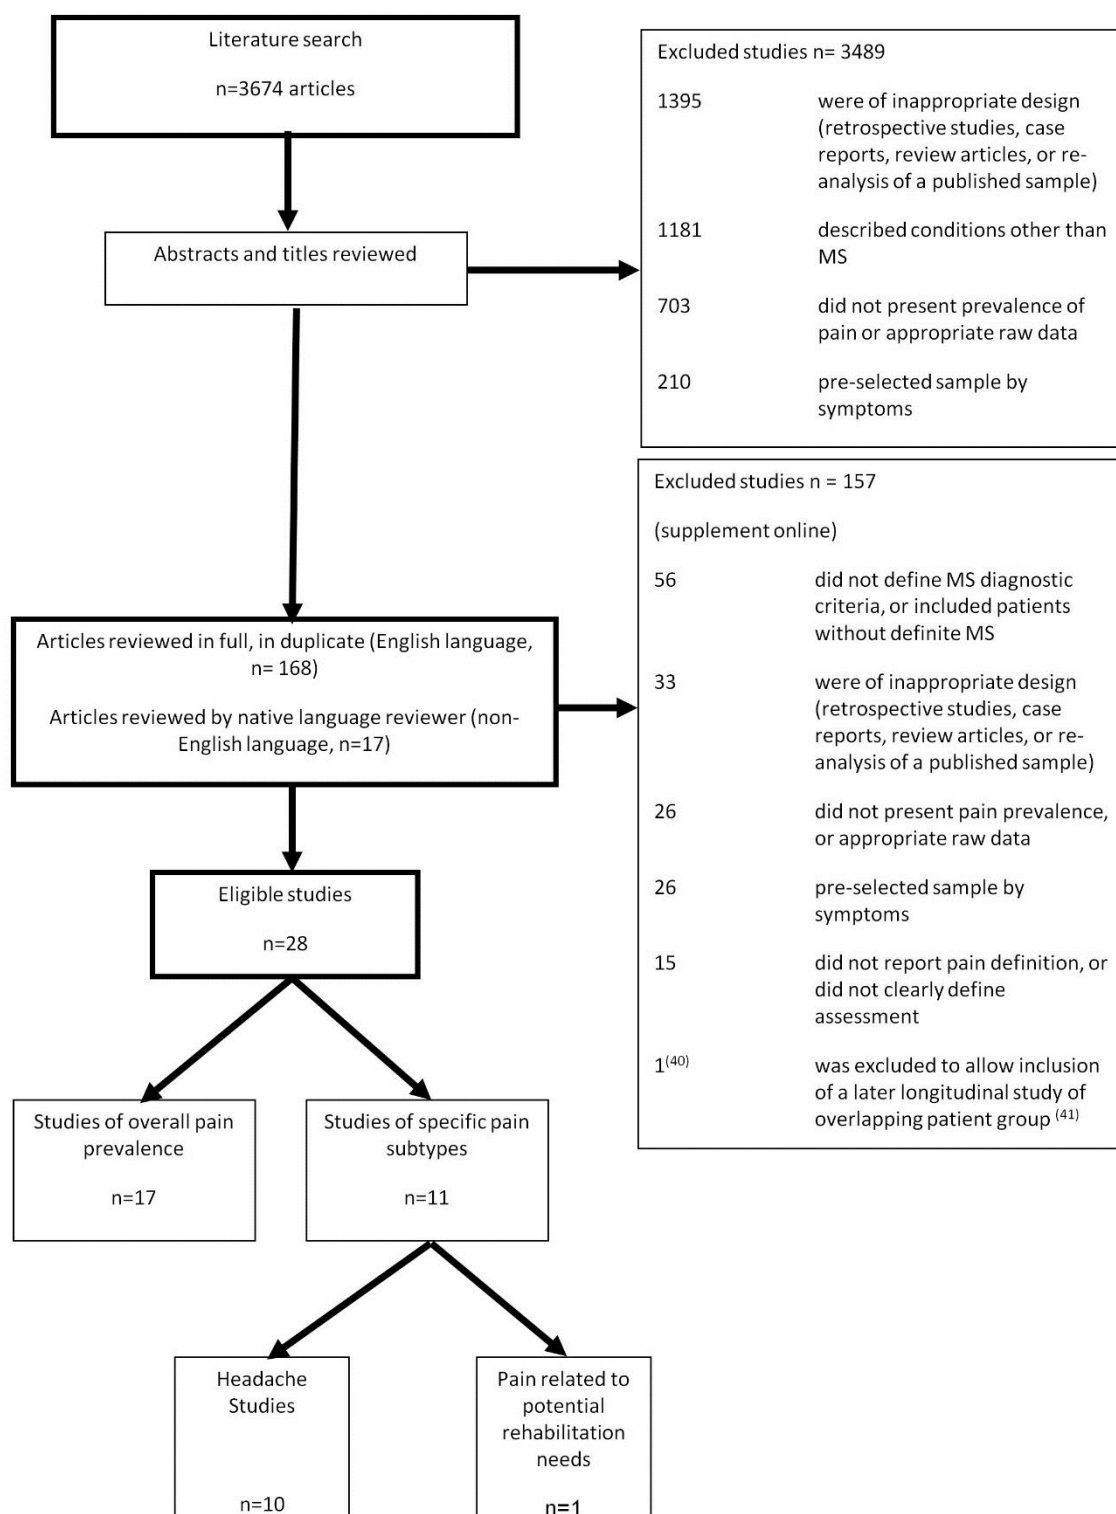 Literature search
n=3674 articles
Excluded studies n= 3489
1395 were of inappropriate design
(retrospective studies, case
reports, review articles, or re-
analysis of a published sample)
1181 described conditions other than
MS
703 did not present prevalence of
pain or appropriate raw data
210 pre-selected sample by
symptoms
Abstracts and titles reviewed
Excluded studies n = 157
(supplement online)
56 did not define MS diagnostic
criteria, or included patients
without definite MS
33 were of inappropriate design
(retrospective studies, case
reports, review articles, or re-
analysis of a published sample)
26 did not present pain prevalence,
or appropriate raw data
26 pre-selected sample by
symptoms
15 did not report pain definition, or
did not clearly define
assessment
1(40) was excluded to allow inclusion
of a later longitudinal study of
overlapping patient group (41)
Articles reviewed in full, in duplicate (English language,
n= 168)
Articles reviewed by native language reviewer (non-
English language, n=17)
Eligible studies
n=28
Studies of overall pain
prevalence
n=17
Studies of specific pain
subtypes
n=11
Headache
Studies
n=10
Pain related to
potential
rehabilitation
needs
n=1